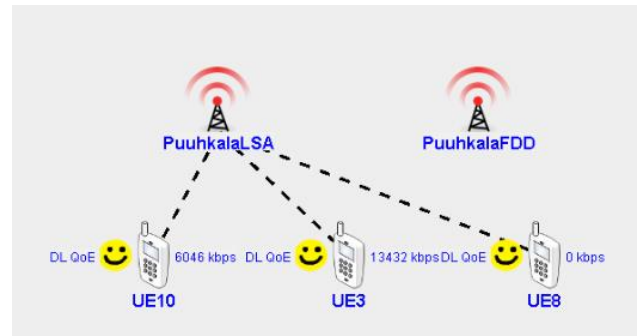 PuuhkalaLSA PuuhkalaFDD
DL QoE 6046 kbps DL QoE 13432 kbps DL QoE 0 kbps
UE10 UE3 UE8